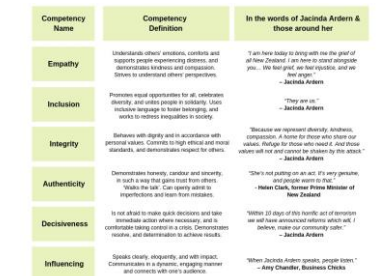 Competency
Name
Competency
Definition
In the words of Jacinda Ardern &
those around her
Empathy
Understands others' emotions, comforts and
supports people experiencing distress, and
demonstrates kindness and compassion.
Strives to understand others' perspectives.
"I am here today to bring with me the grief of
all New Zealand. I am here to stand alongside
you... We feel grief, we feel injustice, and we
feel anger."
– Jacinda Ardern
Inclusion
Promotes equal opportunities for all, celebrates
diversity, and unites people in solidarity. Uses
inclusive language to foster belonging, and
works to redress inequalities in society.
"They are us."
– Jacinda Ardern
Integrity
Behaves with dignity and in accordance with
personal values. Commits to high ethical and moral
standards, and demonstrates respect for others.
"Because we represent diversity, kindness,
compassion. A home for those who share our
values. Refuge for those who need it. And those
values will not and cannot be shaken by this attack."
– Jacinda Ardern
Authenticity
Demonstrates honesty, candour and sincerity,
in such a way that gains trust from others.
'Walks the talk'. Can openly admit to
imperfections and learn from mistakes.
"She's not putting on an act. It's very genuine,
and people warm to that."
- Helen Clark, former Prime Minister of
New Zealand
Decisiveness
Is not afraid to make quick decisions and take
immediate action where necessary, and is
comfortable taking control in a crisis. Demonstrates
resolve, and determination to achieve results.
"Within 10 days of this horrific act of terrorism
we will have announced reforms which will, I
believe, make our community safer."
– Jacinda Ardern
Influencing
Speaks clearly, eloquently, and with impact.
Communicates in a dynamic, engaging manner
and connects with one's audience.
"When Jacinda Ardern speaks, people listen."
– Amy Chandler, Business Chicks